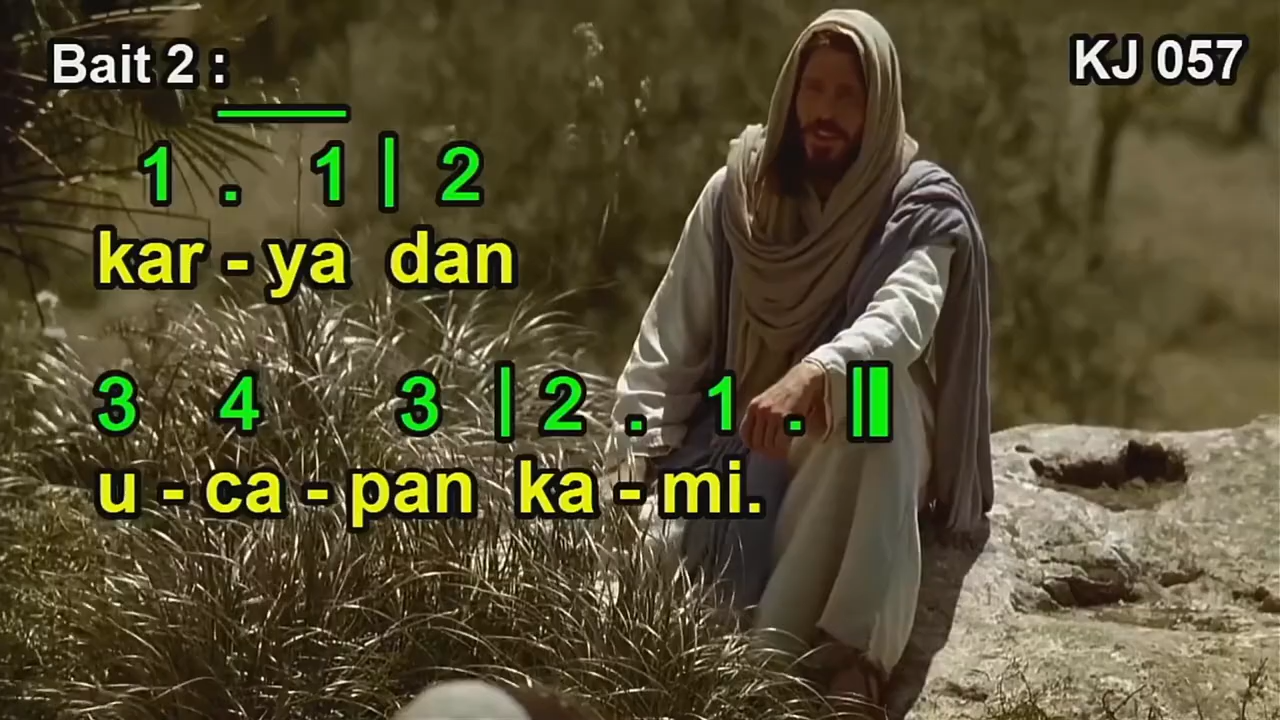 Bait 2 :
KJ 057
1 . 1 | 2
kar - ya dan
3 4 3 | 2 . 1 . ||
u - ca - pan ka - mi.